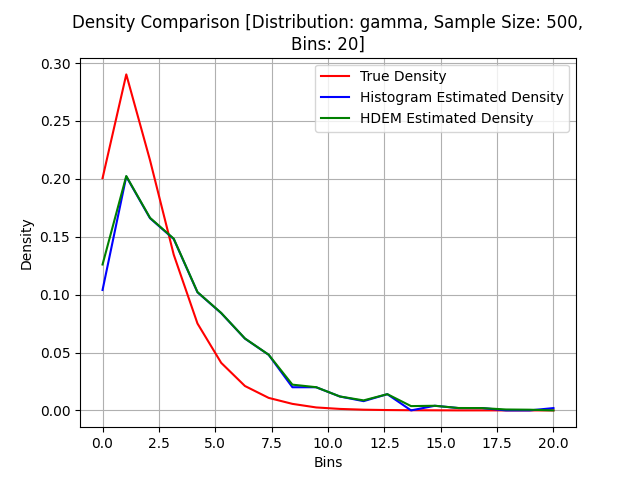 Density Comparison [Distribution: gamma, Sample Size: 500,
Bins: 20]
True Density
Histogram Estimated Density
HDEM Estimated Density
Density
0.30
0.25
0.20
0.15
0.10
0.05
0.00
0.0 2.5 5.0 7.5 10.0 12.5 15.0 17.5 20.0
Bins